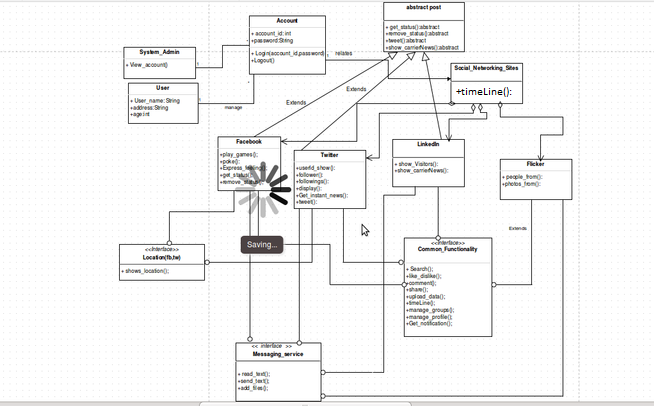 abstract post
+ get_status():abstract
+remove_status():abstract
+tweet():abstract
+show_carrierNews():abstract
Account
+ account_id: int
+password:String
+ Login(account_id,password)
+Logout()
relates
System_Admin
+ View_account()
User
+ User_name: String
+address:String
+ age:int
manage
Social_Networking_Sites
+timeLine():
Extends
Extends
Facebook
+play_games();
+poke();
+Express_feeling();
+get_status();
+remove_status();
Twitter
+userId_show();
+follower();
+followings();
+display();
+Get_instant_news();
+tweet();
LinkedIn
+ show_Visitors();
+ show_carrierNews();
Flicker
+ people_from();
+photos_from();
Extends
Saving...
<<Interface>>
Location(fb,tw)
+ shows_location();
<<Interface>>
Common_Functionality
+ Search();
+ like_dislike();
+comment();
+ share();
+ upload_data();
+ timeLine();
+manage_groups();
+ manage_profile();
+ Get_notification();
<< interface >>
Messaging_service
+ read_text();
+send_text();
+add_files();